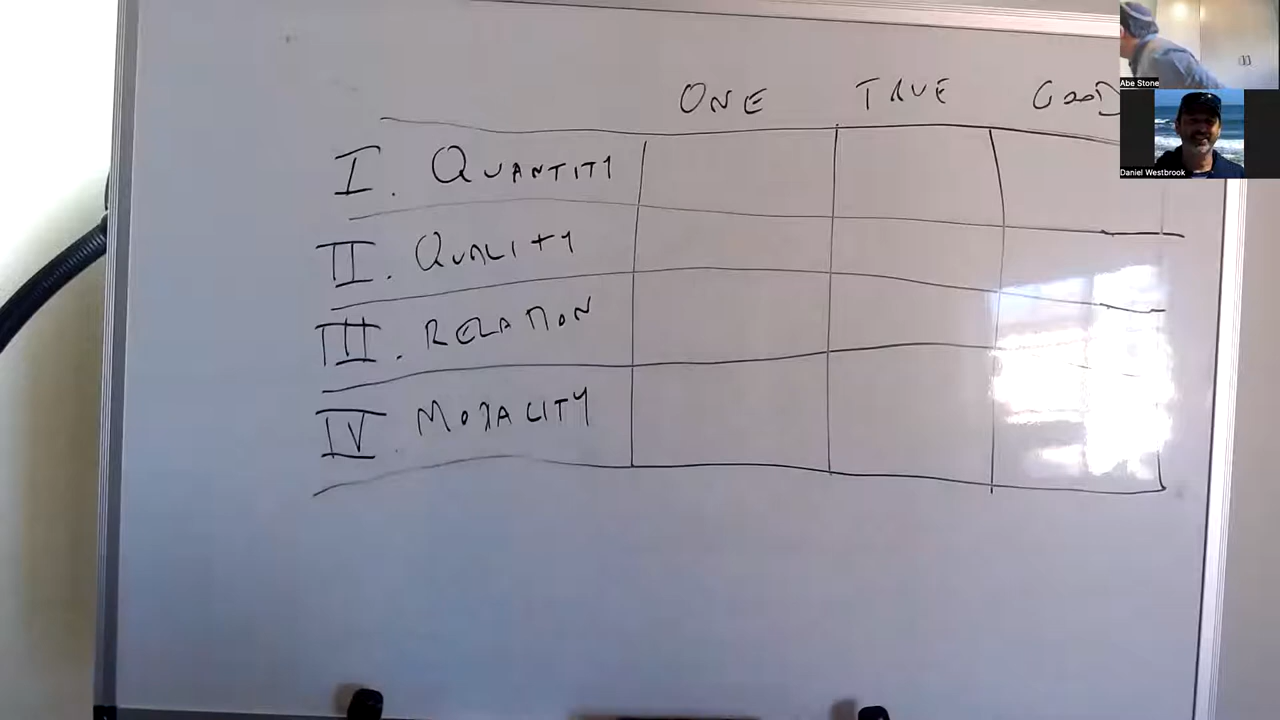 ONE TRUE GOOD
I. QUANTITY
II. QUALITY
III. RELATION
IV. MODALITY
Abe Stone
Daniel Westbrook